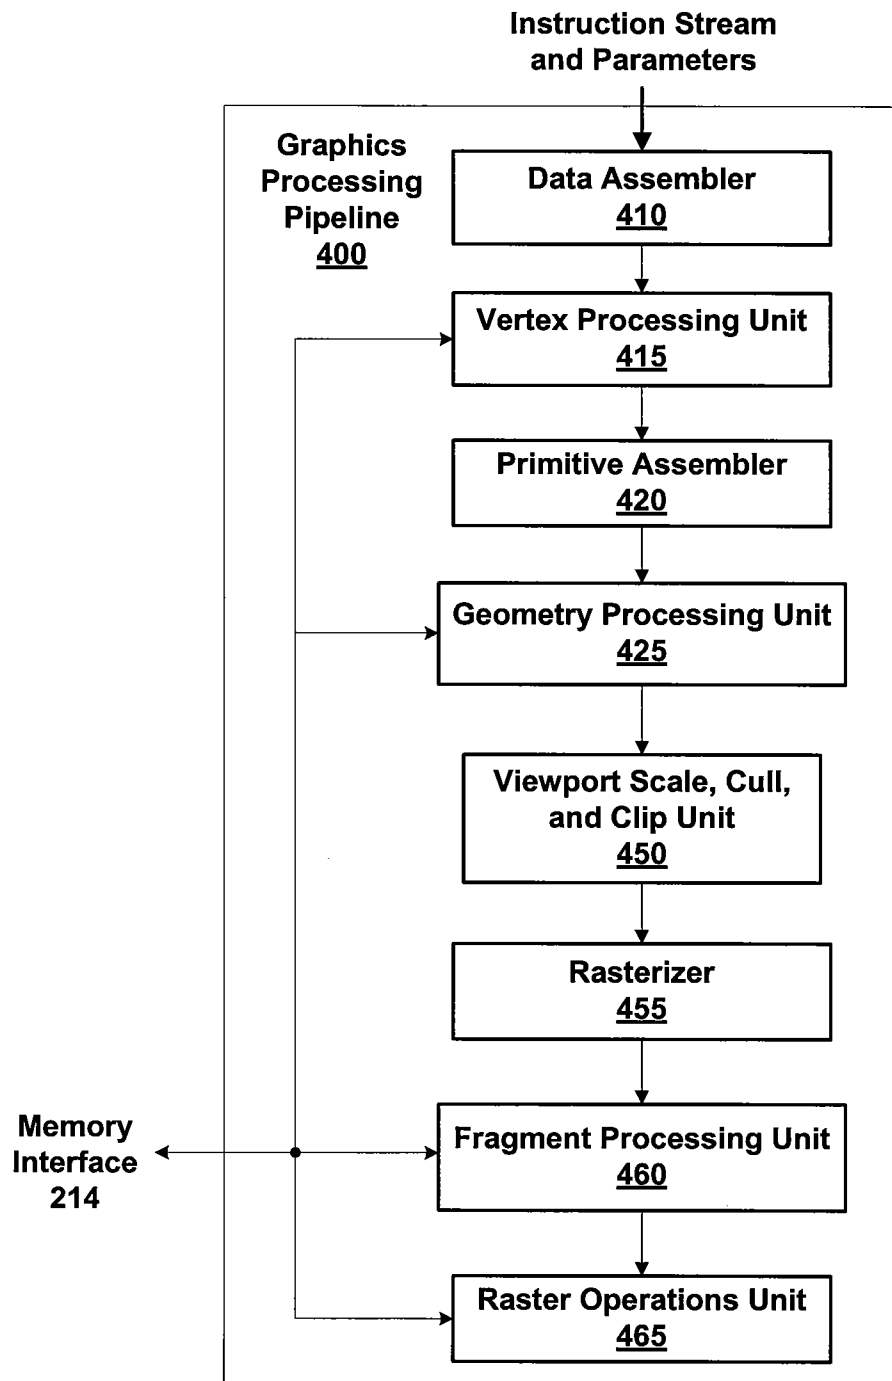 Instruction Stream
and Parameters
Graphics
Processing
Pipeline
400
Data Assembler
410
Vertex Processing Unit
415
Primitive Assembler
420
Geometry Processing Unit
425
Viewport Scale, Cull,
and Clip Unit
450
Rasterizer
455
Memory
Interface
214
Fragment Processing Unit
460
Raster Operations Unit
465